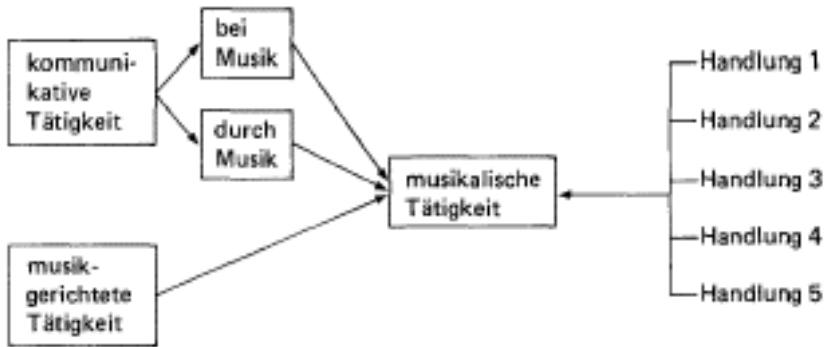 kommuni-
kative
Tätigkeit
bei
Musik
durch
Musik
musik-
gerichtete
Tätigkeit
musikalische
Tätigkeit
Handlung 1
Handlung 2
Handlung 3
Handlung 4
Handlung 5